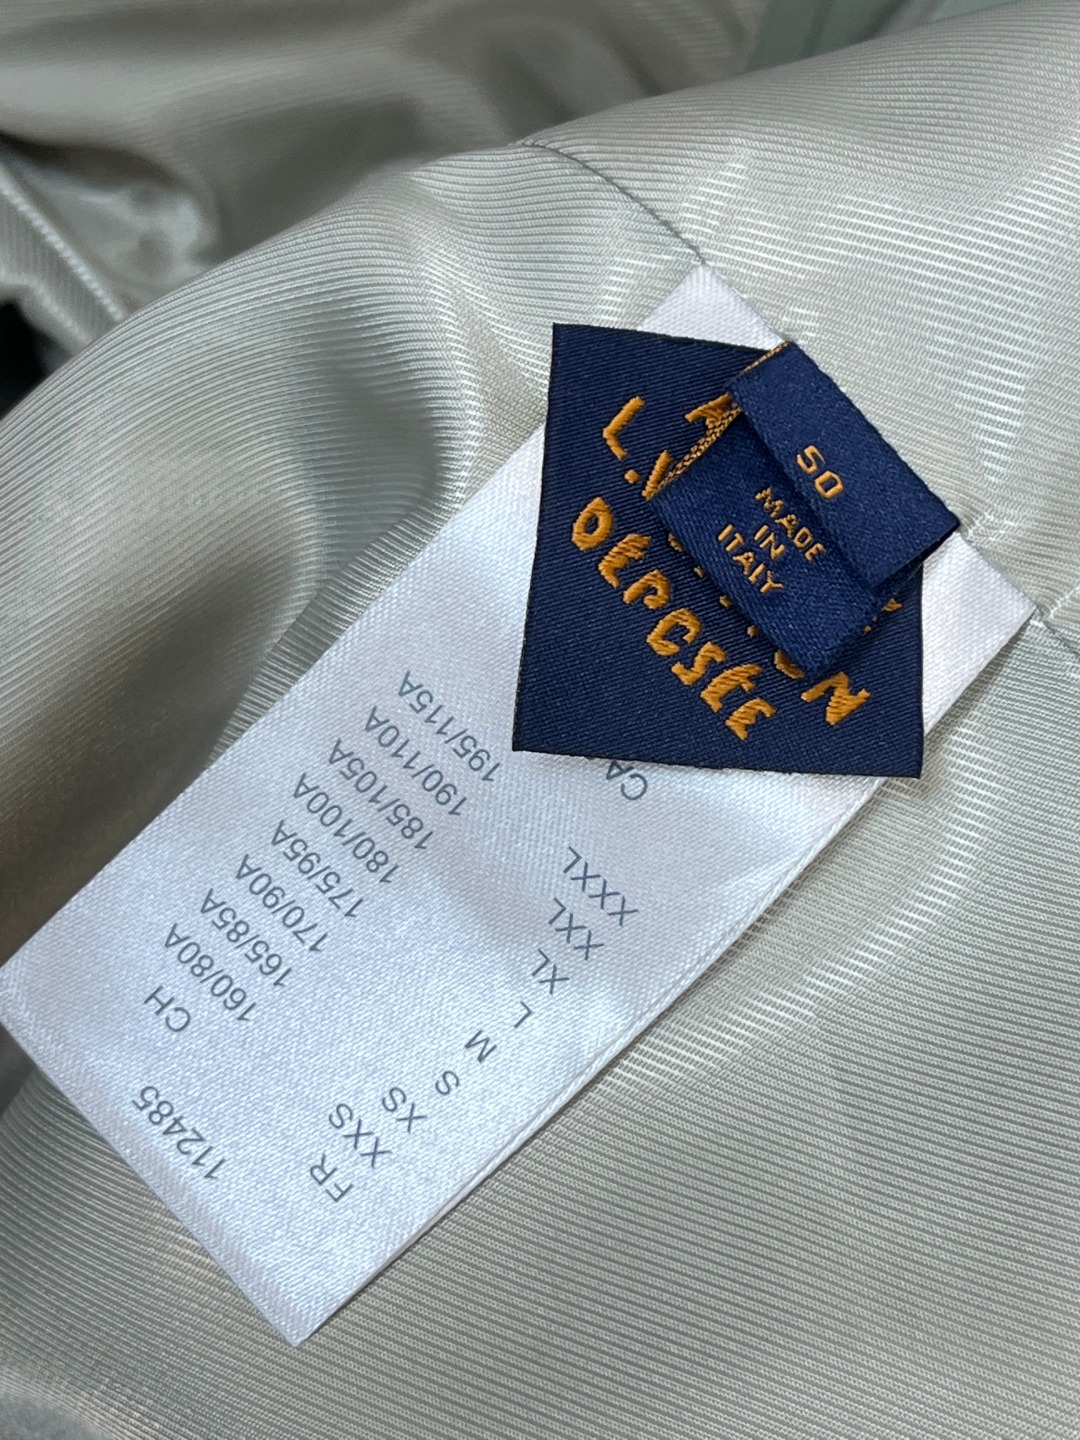 50
MADE
IN
ITALY
L.V
112485
FR CH
XXS 160/80A
XS 165/85A
S 170/90A
M 175/95A
L 180/100A
XL 185/105A
XXL 190/110A
XXXL 195/115A
CA